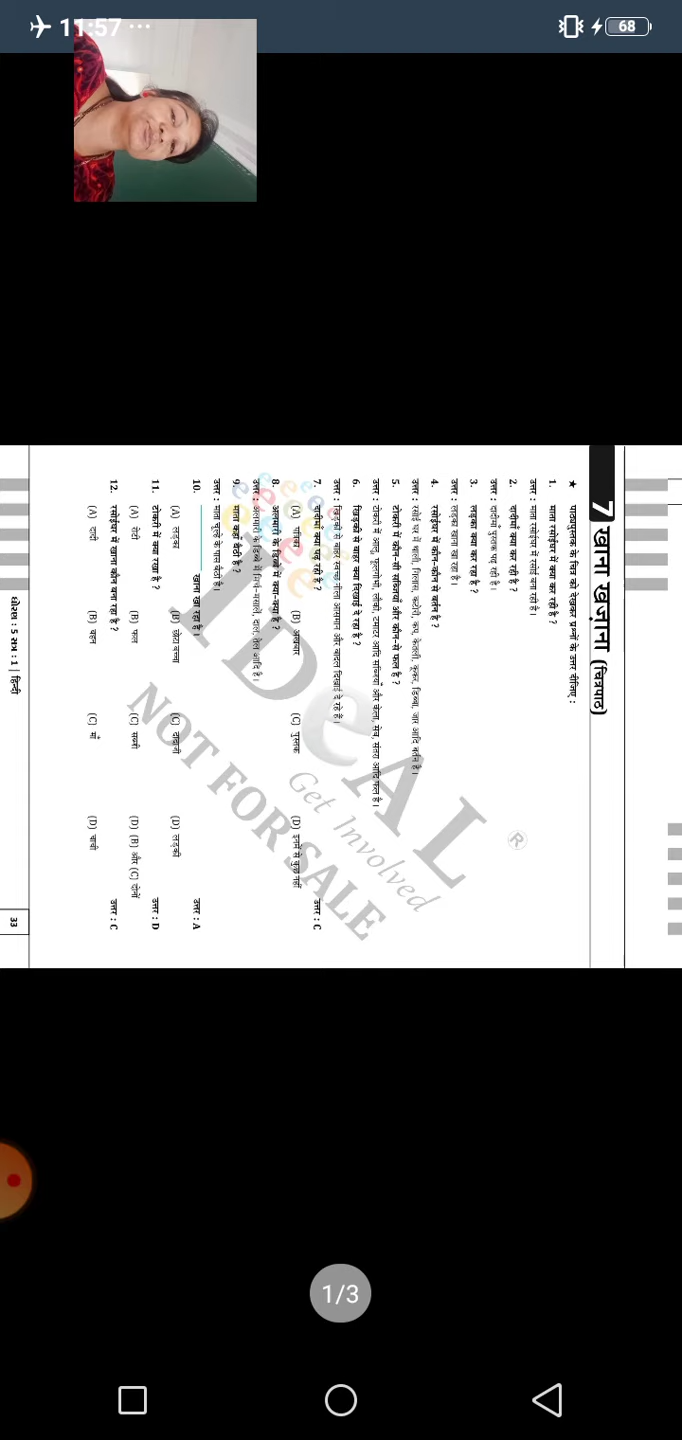 11:57 ...
68
7 खाना खज़ाना (चित्रपाठ)
★ पाठ्यपुस्तक के चित्र को देखकर प्रश्नों के उत्तर दीजिए :
1. माता रसोईघर में क्या कर रही है ?
उत्तर : माता रसोईघर में रसोई बना रही है।
2. दादीमाँ क्या कर रही है ?
उत्तर : दादीमाँ पुस्तक पढ़ रही है।
3. लड़का क्या कर रहा है ?
उत्तर : लड़का खाना खा रहा है।
4. रसोईघर में कौन-कौन से बर्तन है ?
उत्तर : रसोई घर में थाली, गिलास, कटोरी, कप, केतली, कूकर, डिब्बा, जार आदि बर्तन है।
5. टोकरी में कौन-सी सब्जियाँ और कौन-से फल है ?
उत्तर : टोकरी में आलू, फूलगोभी, लौकी, टमाटर आदि सब्जियाँ और केला, सेब, संतरा आदि फल है।
6. खिड़की से बाहर क्या दिखाई दे रहा है ?
उत्तर : खिड़की से बाहर स्वच्छ नीला आसमान और बादल दिखाई दे रहे हैं।
7. दादीमाँ क्या पढ़ रही है ? उत्तर : C
(A) पत्रिका (B) अखबार (C) पुस्तक (D) इनमें से कुछ नहीं
8. अलमारी के डिब्बे में क्या-क्या है ?
उत्तर : अलमारी के डिब्बे में मिर्च-मसाले, दाल, तेल आदि है।
9. माता कहाँ बैठी है ?
उत्तर : माता चूल्हे के पास बैठी है।
10. ________ खाना खा रहा है। उत्तर : A
(A) लड़का (B) छोटा बच्चा (C) दादाजी (D) लड़की
11. टोकरी में क्या रखा है ? उत्तर : D
(A) रोटी (B) फल (C) सब्जी (D) (B) और (C) दोनों
12. रसोईघर में खाना कौन बना रहा है ? उत्तर : C
(A) दादी (B) बहन (C) माँ (D) चाची
IDeAL ®
Get Involved
NOT FOR SALE
ધોરણ : 5 સત્ર : 1 | हिन्दी
33
1/3